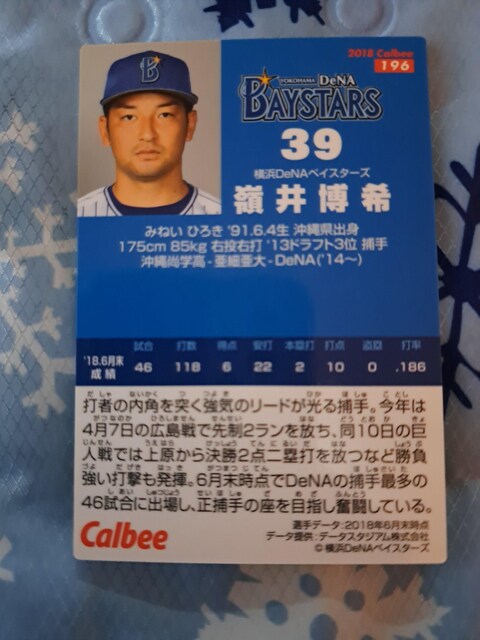 B
2018 Calbee
196
YOKOHAMA DeNA
BAYSTARS
39
横浜DeNAベイスターズ
嶺井博希
みねい ひろき '91.6.4生 沖縄県出身
175cm 85kg 右投右打 '13ドラフト3位 捕手
沖縄尚学高-亜細亜大-DeNA('14～)
試合 打数 得点 安打 本塁打 打点 盗塁 打率
'18.6月末成績 46 118 6 22 2 10 0 .186
打者の内角を突く強気のリードが光る捕手。今年は
4月7日の広島戦で先制2ランを放ち、同10日の巨
人戦では上原から決勝2点二塁打を放つなど勝負
強い打撃も発揮。6月末時点でDeNAの捕手最多の
46試合に出場し、正捕手の座を目指し奮闘している。
Calbee
選手データ:2018年6月末時点
データ提供:データスタジアム株式会社
©横浜DeNAベイスターズ